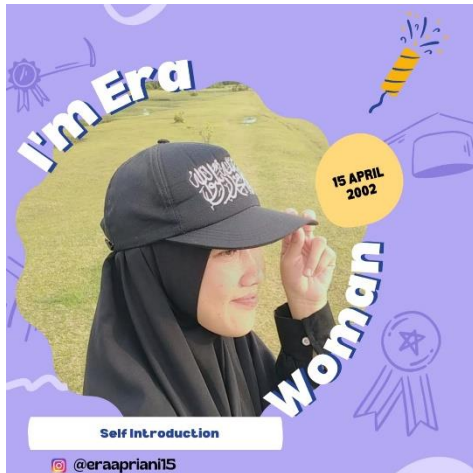 I'm Era
15 APRIL
2002
Woman
Self Introduction
@eraapriani15